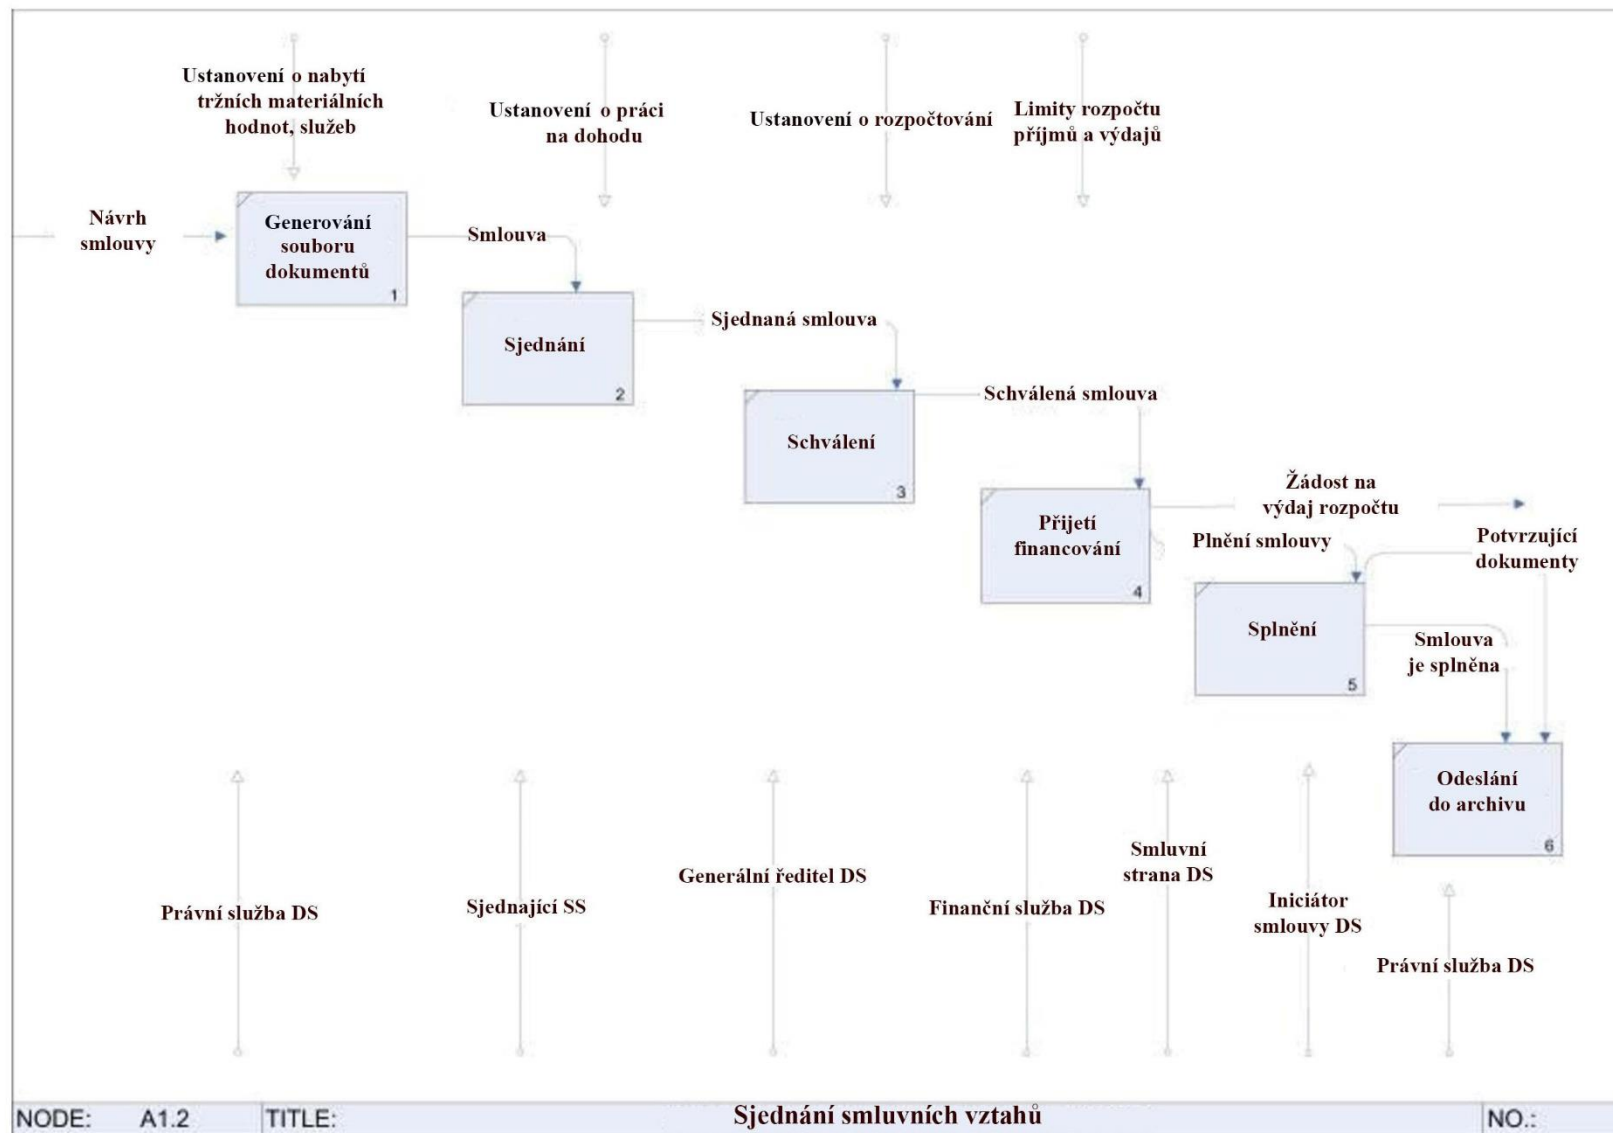 Ustanovení o nabytí
tržních materiálních
hodnot, služeb
Ustanovení o práci
na dohodu
Ustanovení o rozpočtování
Limity rozpočtu
příjmů a výdajů
Návrh
smlouvy
Generování
souboru
dokumentů
1
Smlouva
Sjednání
2
Sjednaná smlouva
Schválení
3
Schválená smlouva
Přijetí
financování
4
Žádost na
výdaj rozpočtu
Plnění smlouvy
Potvrzující
dokumenty
Splnění
5
Smlouva
je splněna
Odeslání
do archivu
6
Právní služba DS
Sjednající SS
Generální ředitel DS
Finanční služba DS
Smluvní
strana DS
Iniciátor
smlouvy DS
Právní služba DS
NODE: A1.2 TITLE: Sjednání smluvních vztahů NO.: